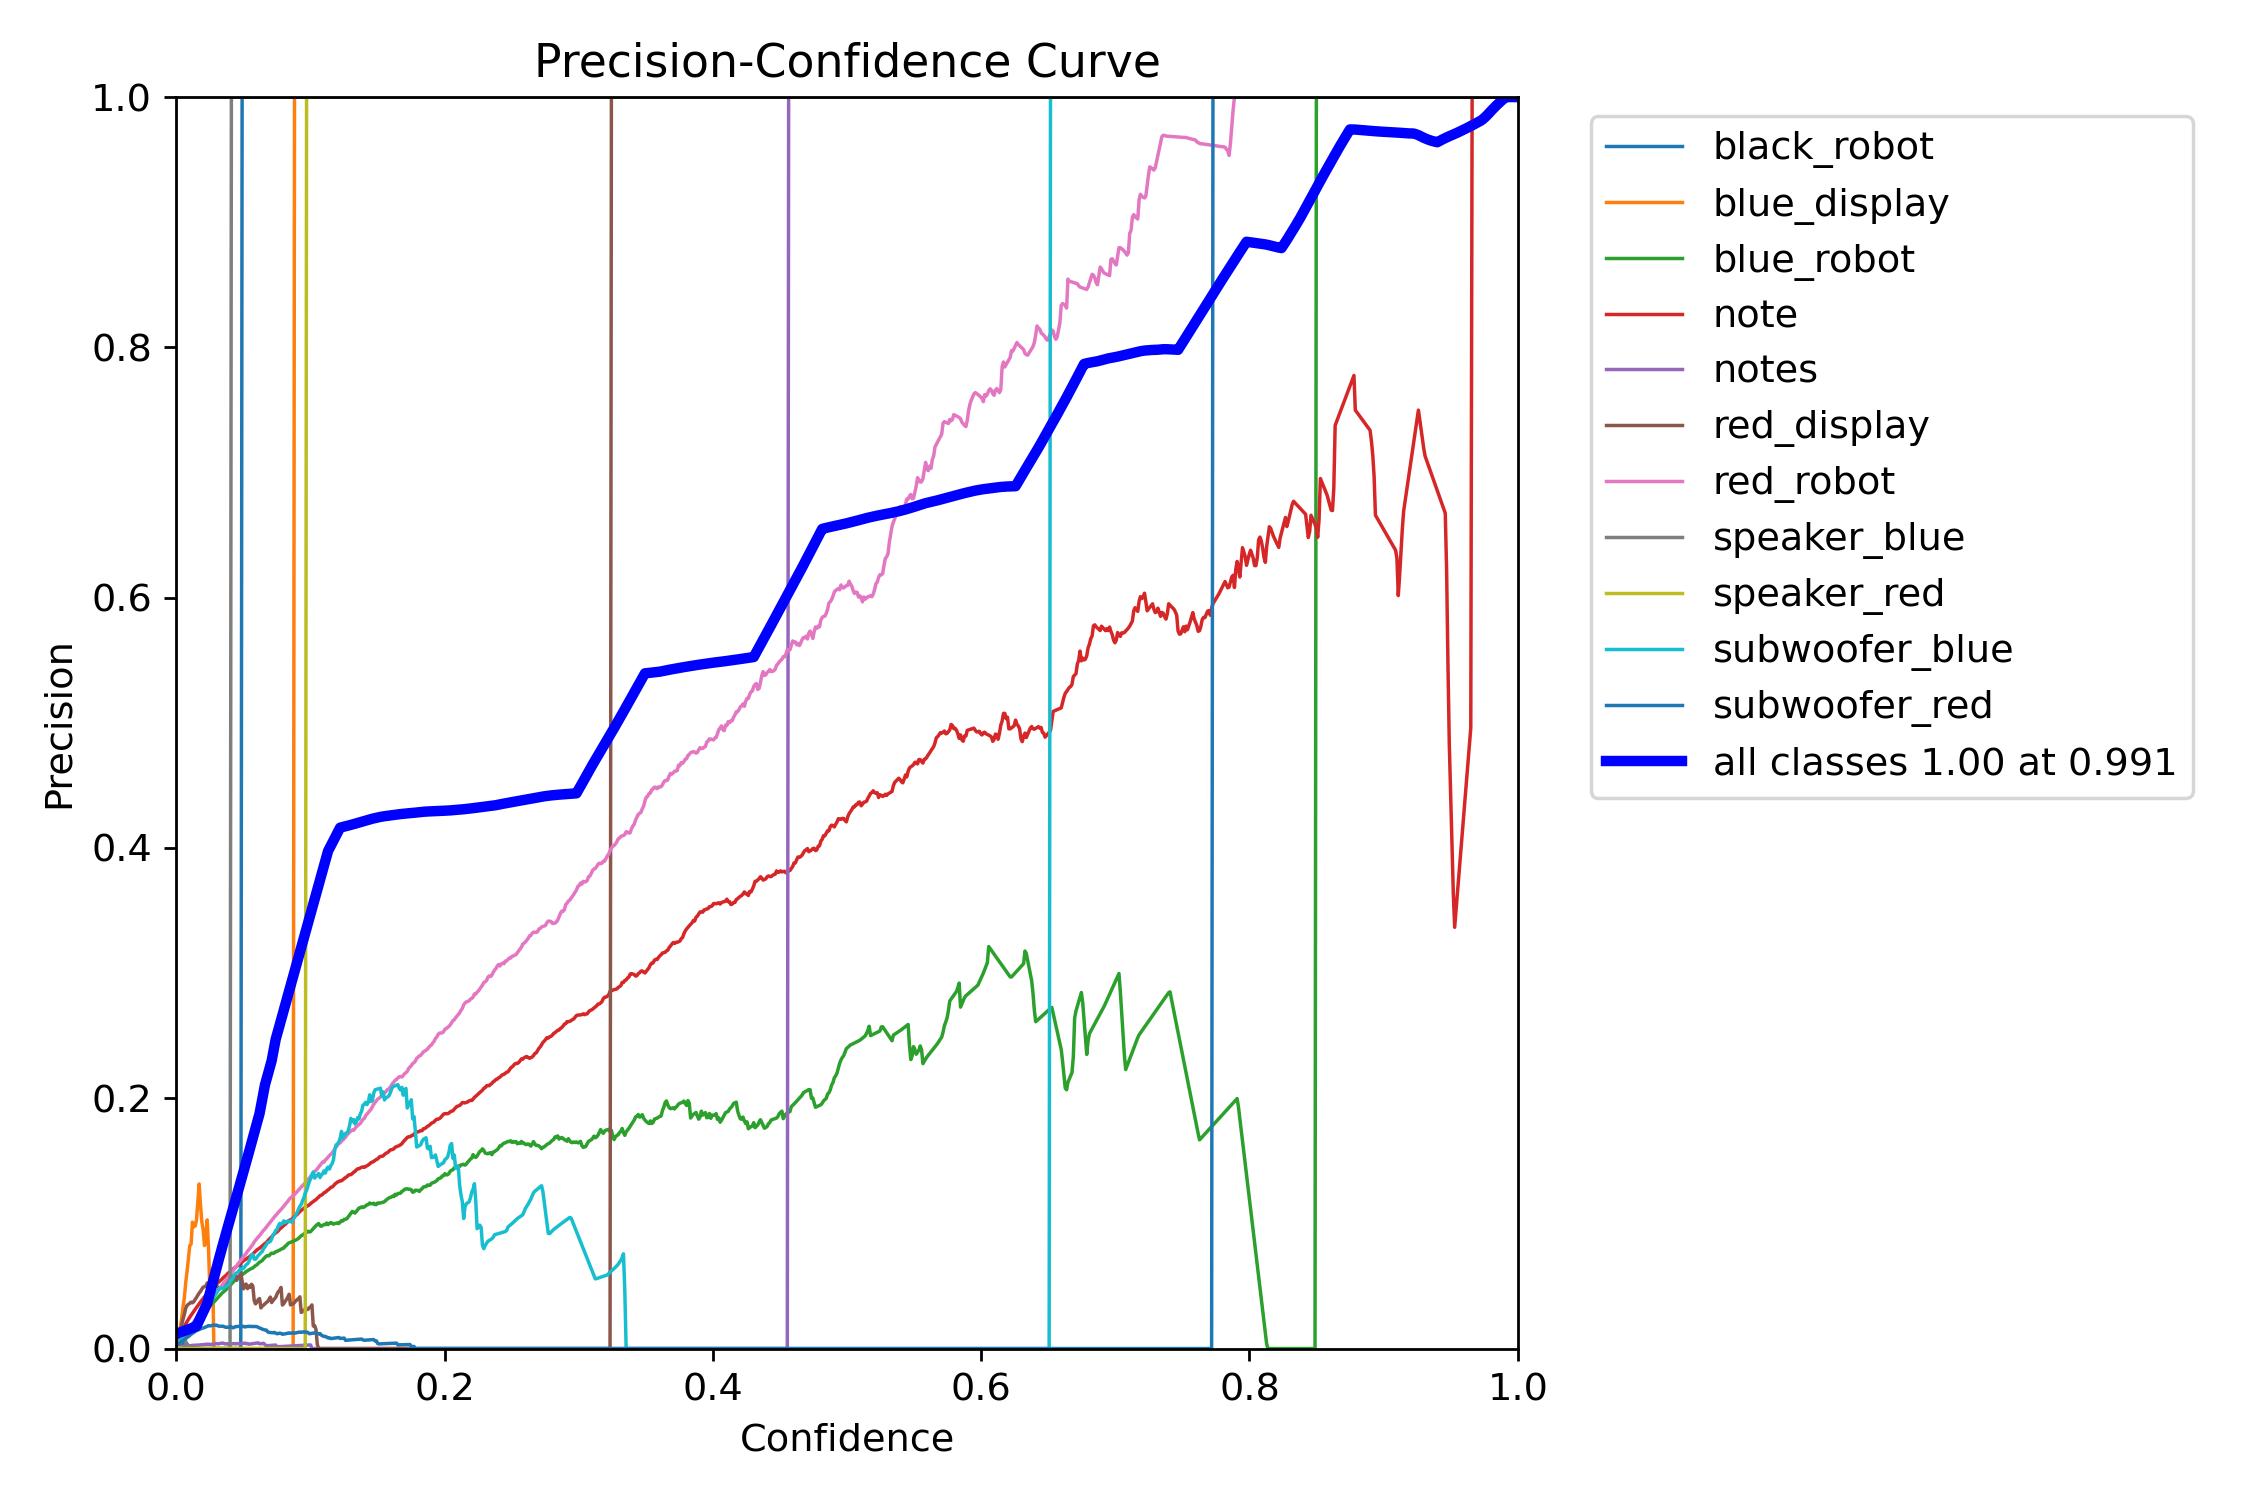 Precision-Confidence Curve
1.0
0.8
0.6
0.4
0.2
0.0
Precision
0.0 0.2 0.4 0.6 0.8 1.0
Confidence
black_robot
blue_display
blue_robot
note
notes
red_display
red_robot
speaker_blue
speaker_red
subwoofer_blue
subwoofer_red
all classes 1.00 at 0.991